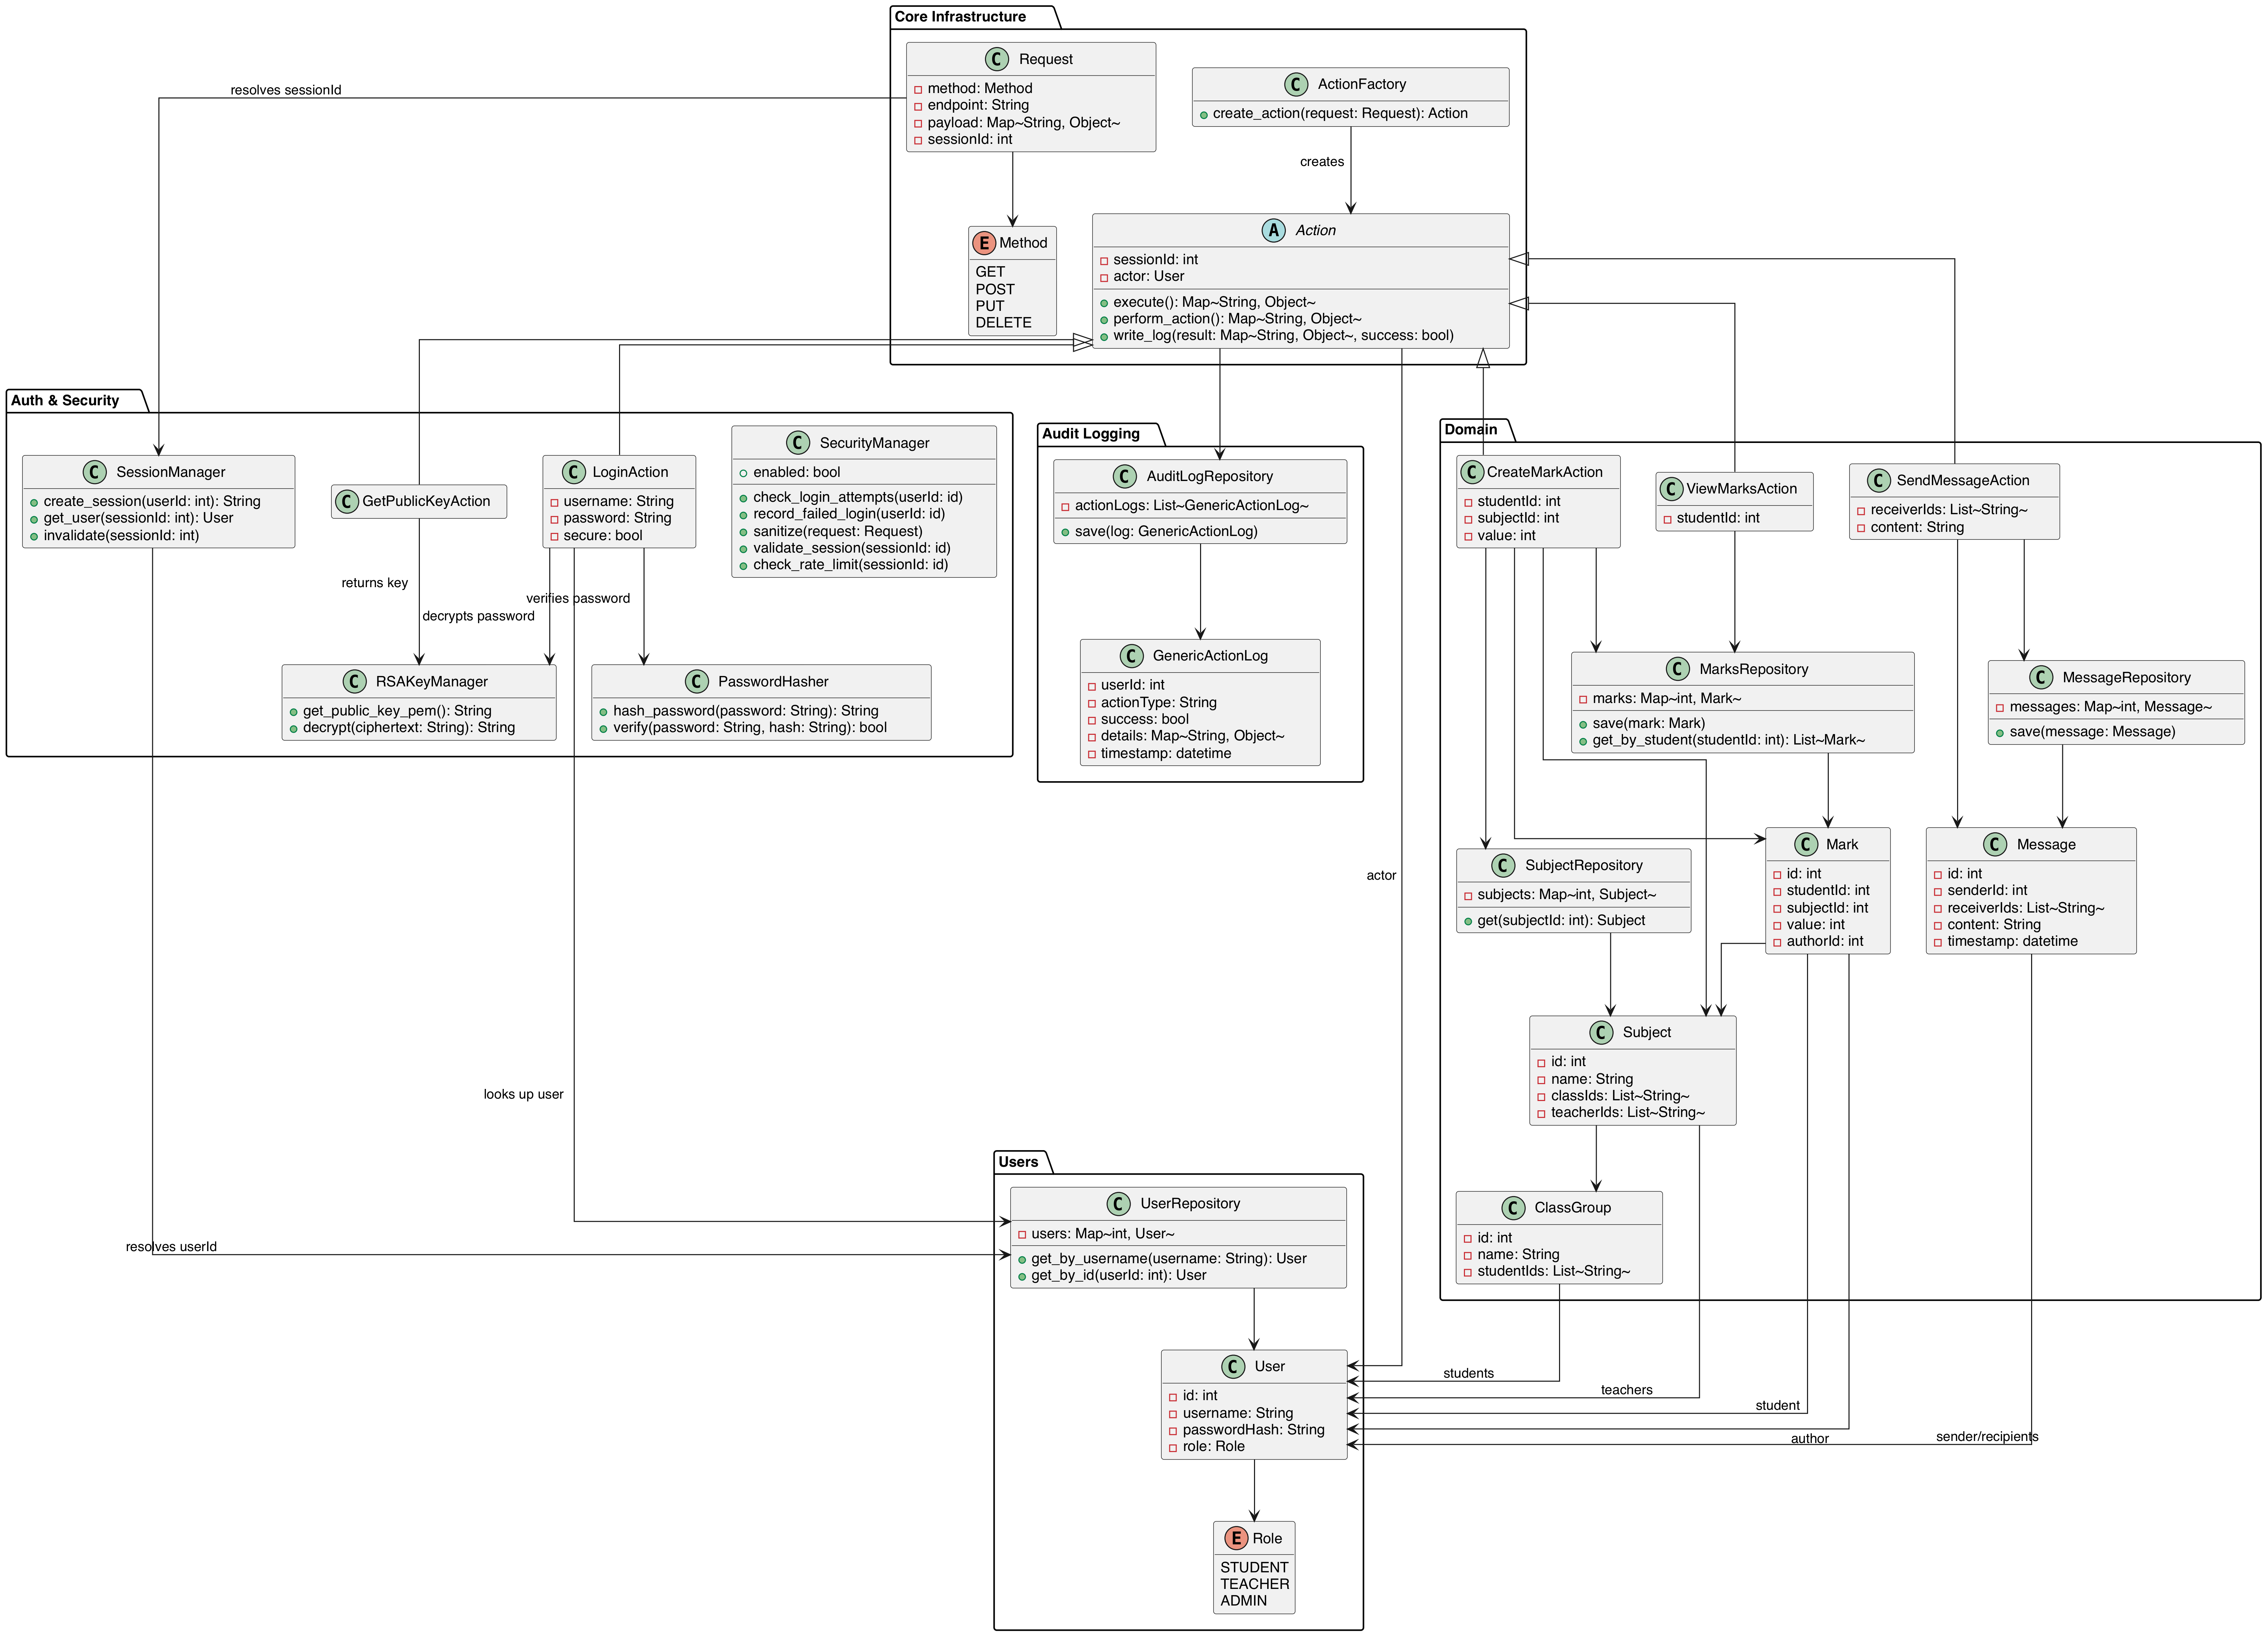 Core Infrastructure
C Request
method: Method
endpoint: String
payload: Map~String, Object~
sessionId: int
C ActionFactory
create_action(request: Request): Action
resolves sessionId
creates
E Method
GET
POST
PUT
DELETE
A Action
sessionId: int
actor: User
execute(): Map~String, Object~
perform_action(): Map~String, Object~
write_log(result: Map~String, Object~, success: bool)
Auth & Security
C SessionManager
create_session(userId: int): String
get_user(sessionId: int): User
invalidate(sessionId: int)
C GetPublicKeyAction
C LoginAction
username: String
password: String
secure: bool
C SecurityManager
enabled: bool
check_login_attempts(userId: id)
record_failed_login(userId: id)
sanitize(request: Request)
validate_session(sessionId: id)
check_rate_limit(sessionId: id)
returns key
decrypts password
verifies password
C RSAKeyManager
get_public_key_pem(): String
decrypt(ciphertext: String): String
C PasswordHasher
hash_password(password: String): String
verify(password: String, hash: String): bool
Audit Logging
C AuditLogRepository
actionLogs: List~GenericActionLog~
save(log: GenericActionLog)
C GenericActionLog
userId: int
actionType: String
success: bool
details: Map~String, Object~
timestamp: datetime
Domain
C CreateMarkAction
studentId: int
subjectId: int
value: int
C ViewMarksAction
studentId: int
C SendMessageAction
receiverIds: List~String~
content: String
C MarksRepository
marks: Map~int, Mark~
save(mark: Mark)
get_by_student(studentId: int): List~Mark~
C MessageRepository
messages: Map~int, Message~
save(message: Message)
C SubjectRepository
subjects: Map~int, Subject~
get(subjectId: int): Subject
C Mark
id: int
studentId: int
subjectId: int
value: int
authorId: int
C Message
id: int
senderId: int
receiverIds: List~String~
content: String
timestamp: datetime
actor
C Subject
id: int
name: String
classIds: List~String~
teacherIds: List~String~
C ClassGroup
id: int
name: String
studentIds: List~String~
looks up user
resolves userId
Users
C UserRepository
users: Map~int, User~
get_by_username(username: String): User
get_by_id(userId: int): User
C User
id: int
username: String
passwordHash: String
role: Role
students
teachers
student
author
sender/recipients
E Role
STUDENT
TEACHER
ADMIN